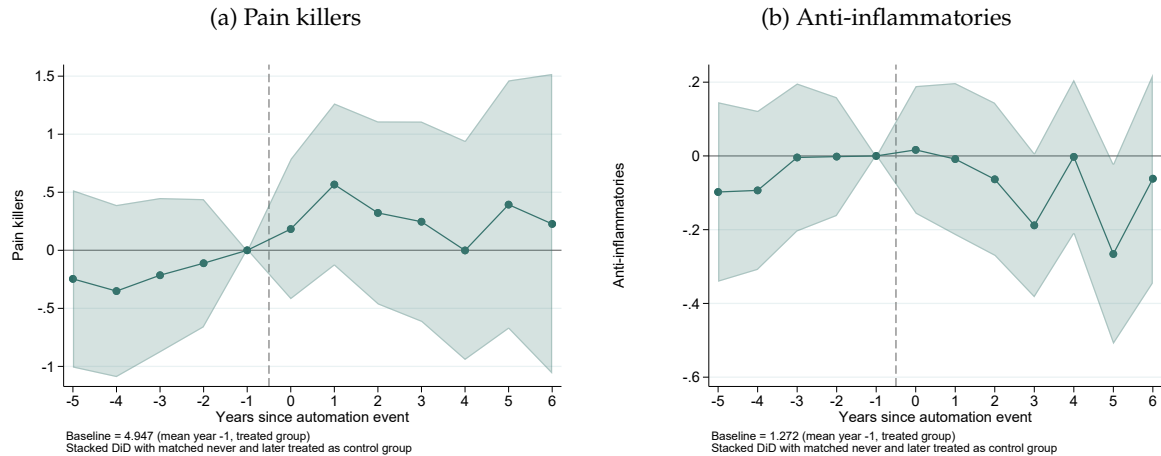 (a) Pain killers
Pain killers
1.5
1
.5
0
-.5
-1
-5 -4 -3 -2 -1 0 1 2 3 4 5 6
Years since automation event
Baseline = 4.947 (mean year -1, treated group)
Stacked DiD with matched never and later treated as control group
(b) Anti-inflammatories
Anti-inflammatories
.2
0
-.2
-.4
-.6
-5 -4 -3 -2 -1 0 1 2 3 4 5 6
Years since automation event
Baseline = 1.272 (mean year -1, treated group)
Stacked DiD with matched never and later treated as control group